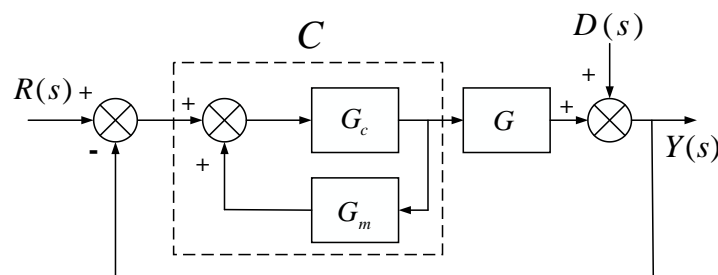 C
D(s)
R(s) + + + +
G_c G
- + Y(s)
G_m